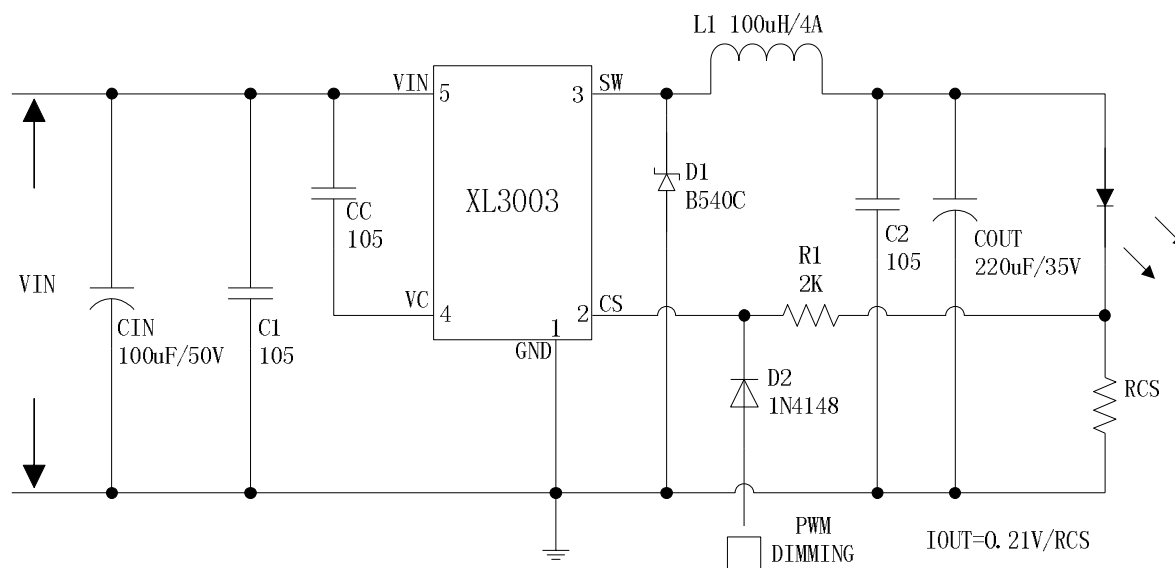 L1 100uH/4A
VIN
5
3
SW
XL3003
CC
105
D1
B540C
C2
105
COUT
220uF/35V
R1
2K
VIN
VC
4
2
CS
1
GND
CIN
100uF/50V
C1
105
D2
1N4148
RCS
PWM
DIMMING
IOUT=0.21V/RCS